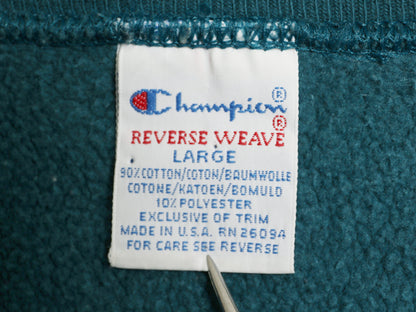 Champion®
REVERSE WEAVE®
LARGE
90%COTTON/COTON/BAUMWOLLE
COTONE/KATOEN/BOMULD
10% POLYESTER
EXCLUSIVE OF TRIM
MADE IN U.S.A. RN 26094
FOR CARE SEE REVERSE